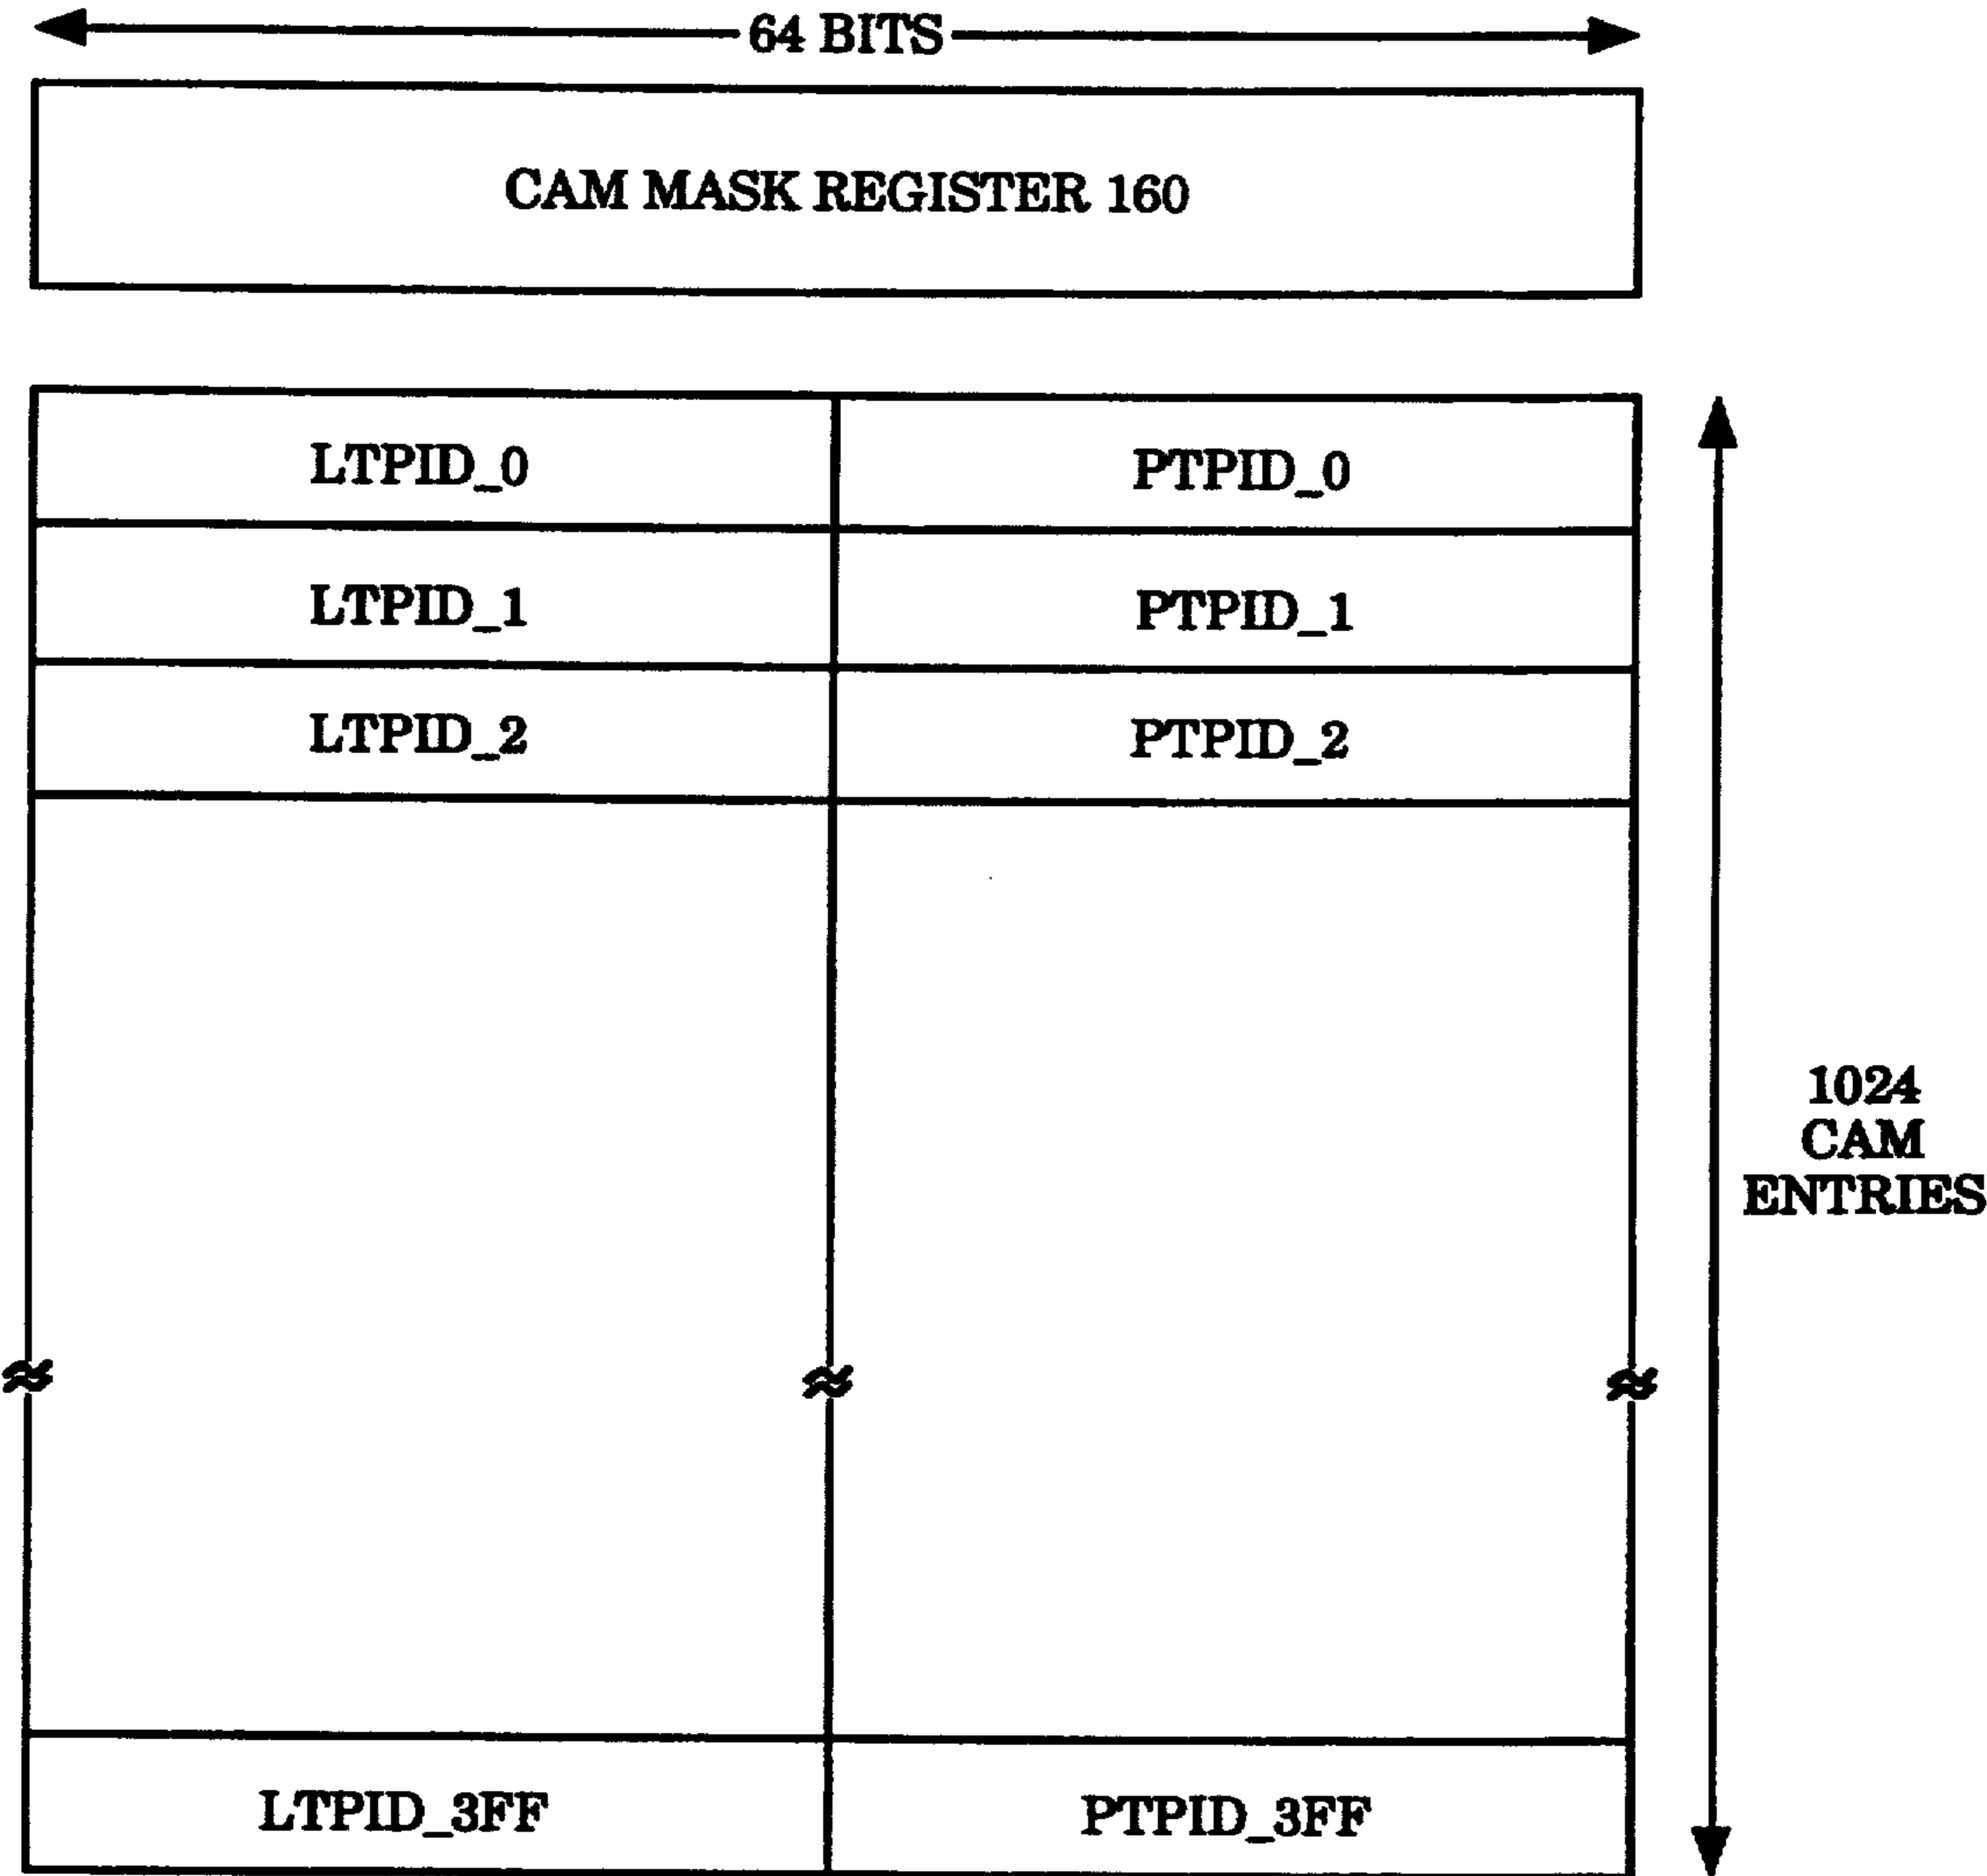 64 BITS
CAM MASK REGISTER 160
LTPID_0 PTPID_0
LTPID_1 PTPID_1
LTPID_2 PTPID_2
1024
CAM
ENTRIES
LTPID_3FF PTPID_3FF